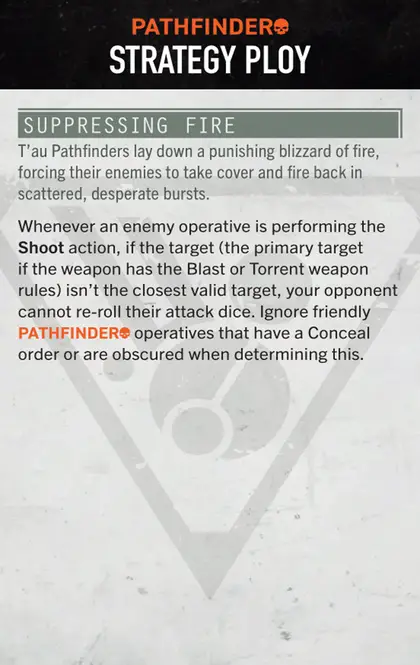 PATHFINDER
STRATEGY PLOY
SUPPRESSING FIRE
T'au Pathfinders lay down a punishing blizzard of fire,
forcing their enemies to take cover and fire back in
scattered, desperate bursts.
Whenever an enemy operative is performing the
Shoot action, if the target (the primary target
if the weapon has the Blast or Torrent weapon
rules) isn't the closest valid target, your opponent
cannot re-roll their attack dice. Ignore friendly
PATHFINDER operatives that have a Conceal
order or are obscured when determining this.